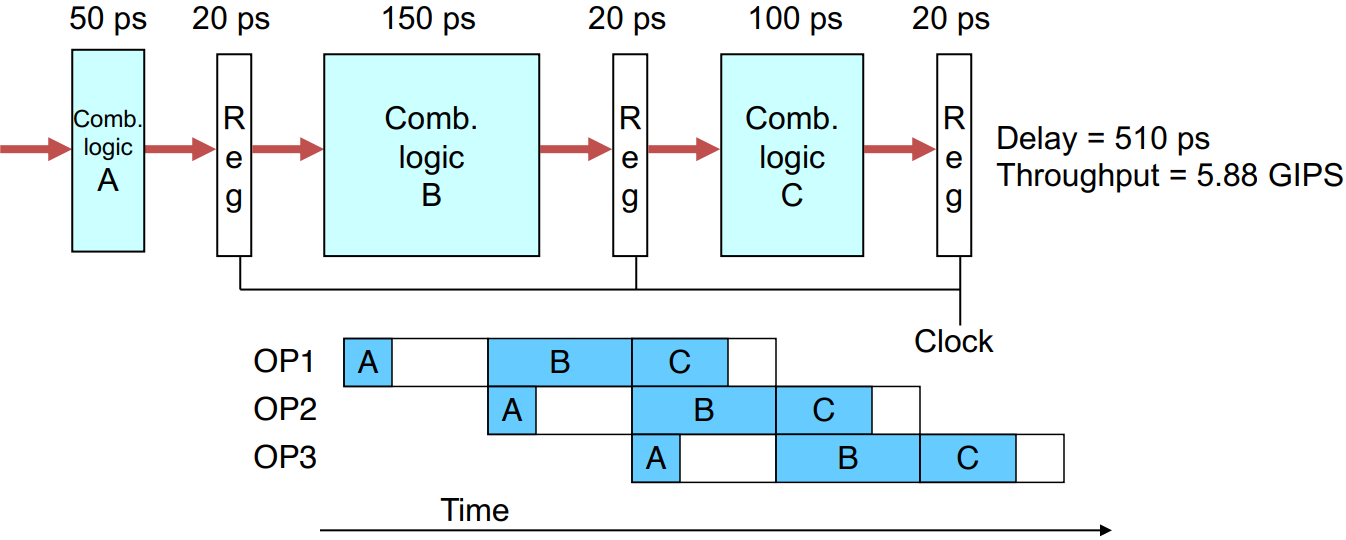 50 ps 20 ps 150 ps 20 ps 100 ps 20 ps
Comb.
logic
A
R
e
g
Comb.
logic
B
R
e
g
Comb.
logic
C
R
e
g
Delay = 510 ps
Throughput = 5.88 GIPS
Clock
OP1 A B C
OP2 A B C
OP3 A B C
Time